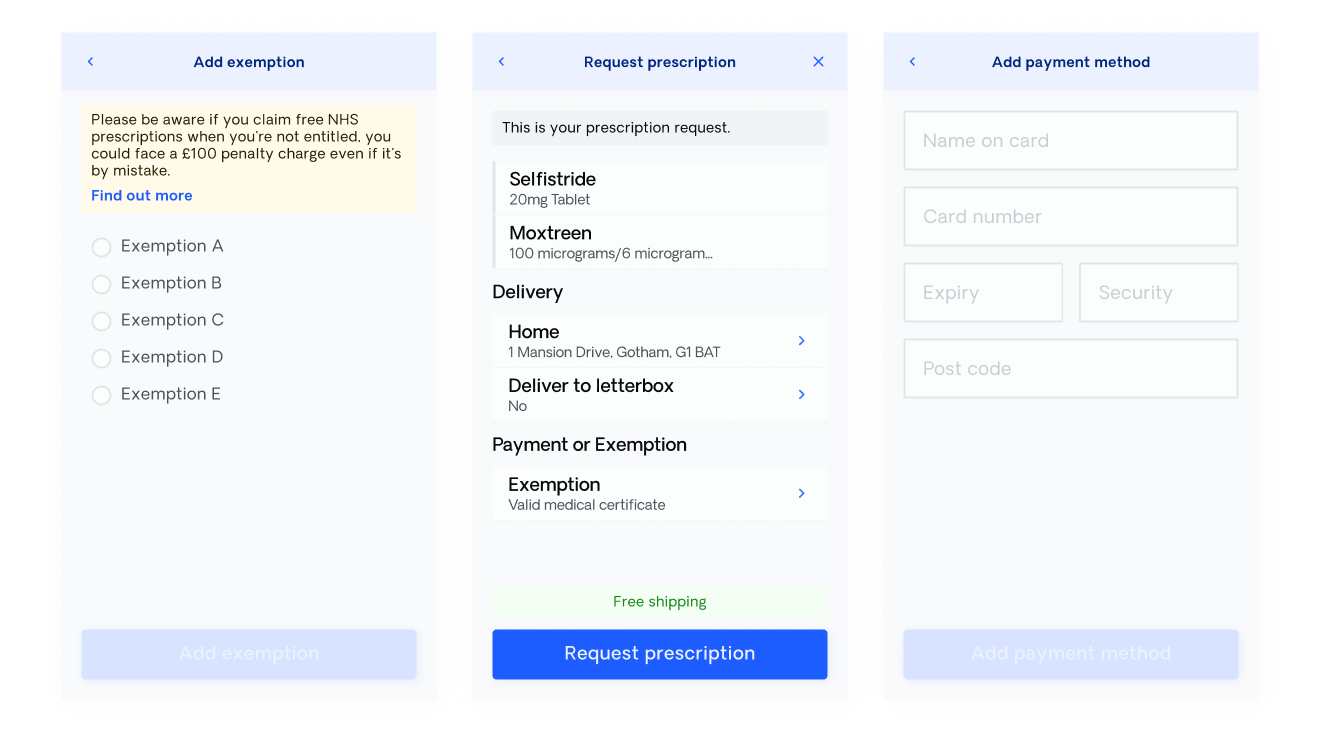 Add exemption
Please be aware if you claim free NHS
prescriptions when you're not entitled, you
could face a £100 penalty charge even if it's
by mistake.
Find out more
Exemption A
Exemption B
Exemption C
Exemption D
Exemption E
Add exemption
Request prescription
This is your prescription request.
Selfistride
20mg Tablet
Moxtreen
100 micrograms/6 microgram...
Delivery
Home
1 Mansion Drive, Gotham, G1 BAT
Deliver to letterbox
No
Payment or Exemption
Exemption
Valid medical certificate
Free shipping
Request prescription
Add payment method
Name on card
Card number
Expiry
Security
Post code
Add payment method